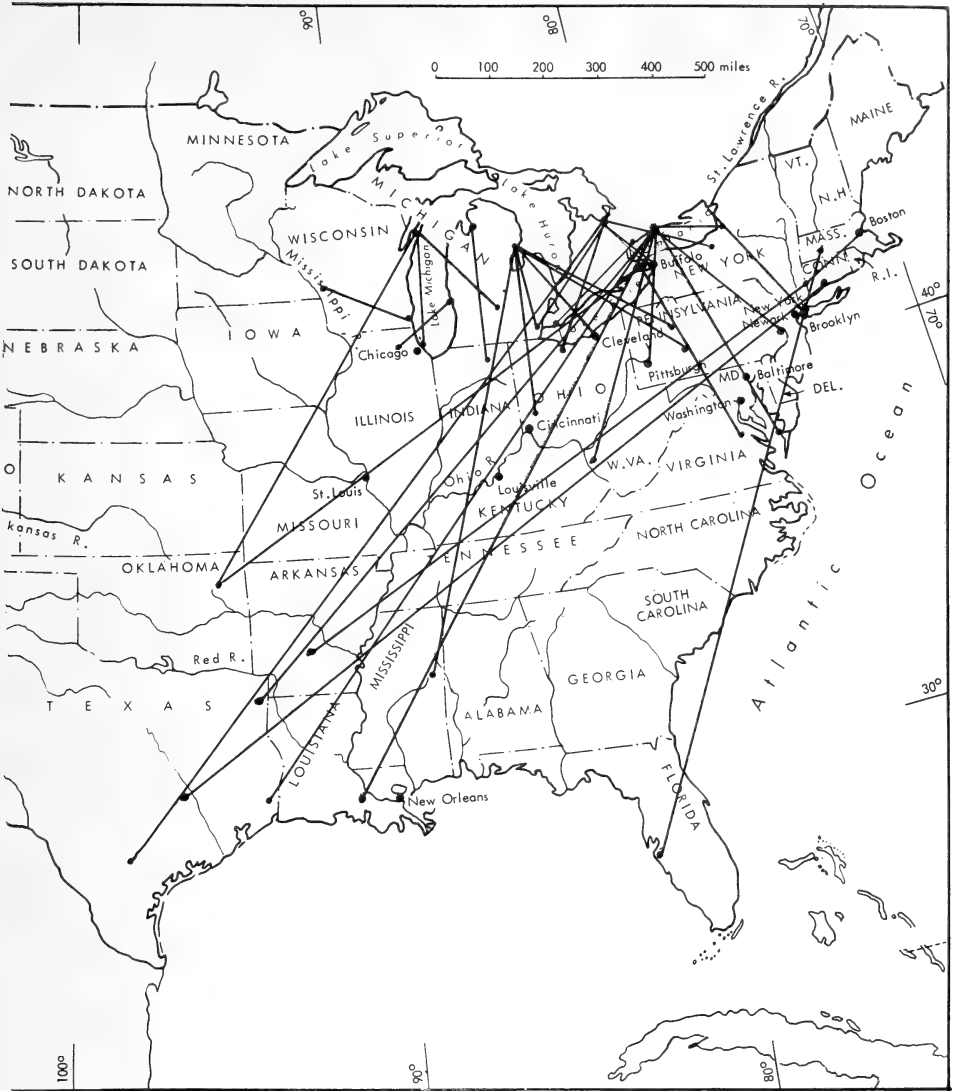 90°
80°
70°
0 100 200 300 400 500 miles
MINNESOTA
Lake Superior
St. Lawrence R.
MAINE
VT.
N.H.
NORTH DAKOTA
MICHIGAN
Lake Huron
WISCONSIN
Boston
MASS.
SOUTH DAKOTA
Mississippi R.
Lake Michigan
Buffalo
NEW YORK
CONN.
R.I.
40°
70°
IOWA
PENNSYLVANIA
New York
Newark
Brooklyn
NEBRASKA
Chicago
Cleveland
Pittsburgh
MD.
Baltimore
DEL.
ILLINOIS
INDIANA
OHIO
Cincinnati
Washington
Atlantic Ocean
O
KANSAS
St. Louis
Ohio R.
Louisville
W.VA.
VIRGINIA
kansas R.
MISSOURI
KENTUCKY
OKLAHOMA
ARKANSAS
TENNESSEE
NORTH CAROLINA
SOUTH
CAROLINA
Red R.
MISSISSIPPI
GEORGIA
30°
TEXAS
LOUISIANA
ALABAMA
FLORIDA
New Orleans
100°
90°
80°